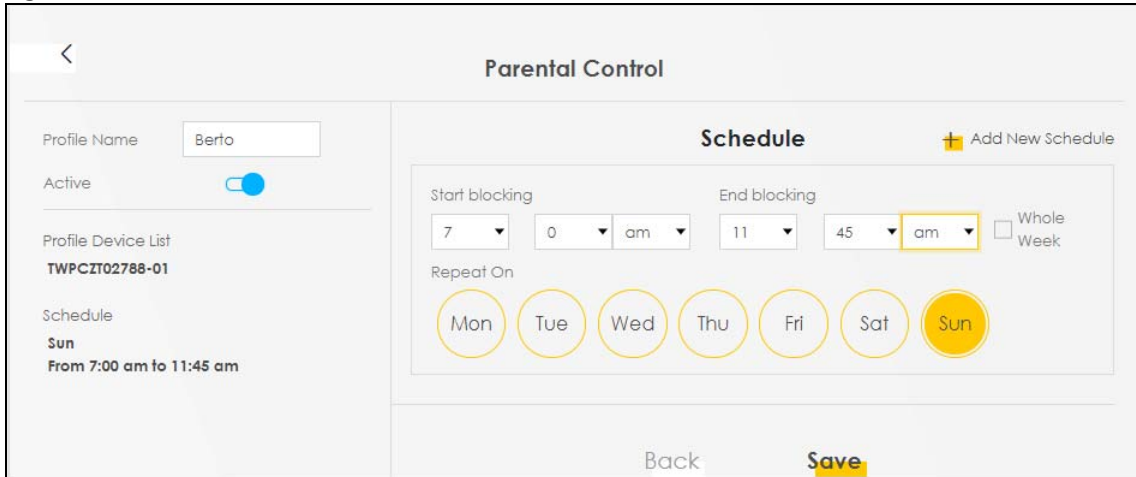 Parental Control
Profile Name Berto
Active
Profile Device List
TWPCZT02788-01
Schedule
Sun
From 7:00 am to 11:45 am
Schedule + Add New Schedule
Start blocking End blocking
7 0 am 11 45 am Whole Week
Repeat On
Mon Tue Wed Thu Fri Sat Sun
Back Save